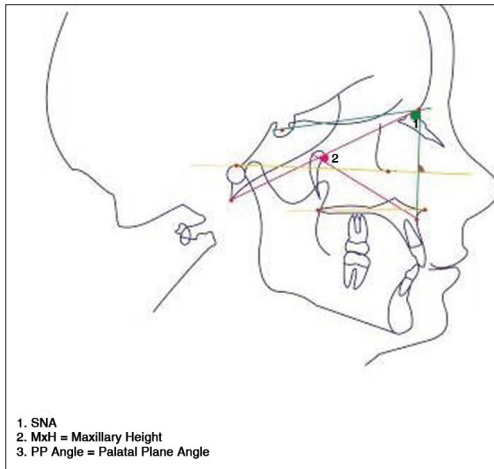 1
2
1. SNA
2. MxH = Maxillary Height
3. PP Angle = Palatal Plane Angle